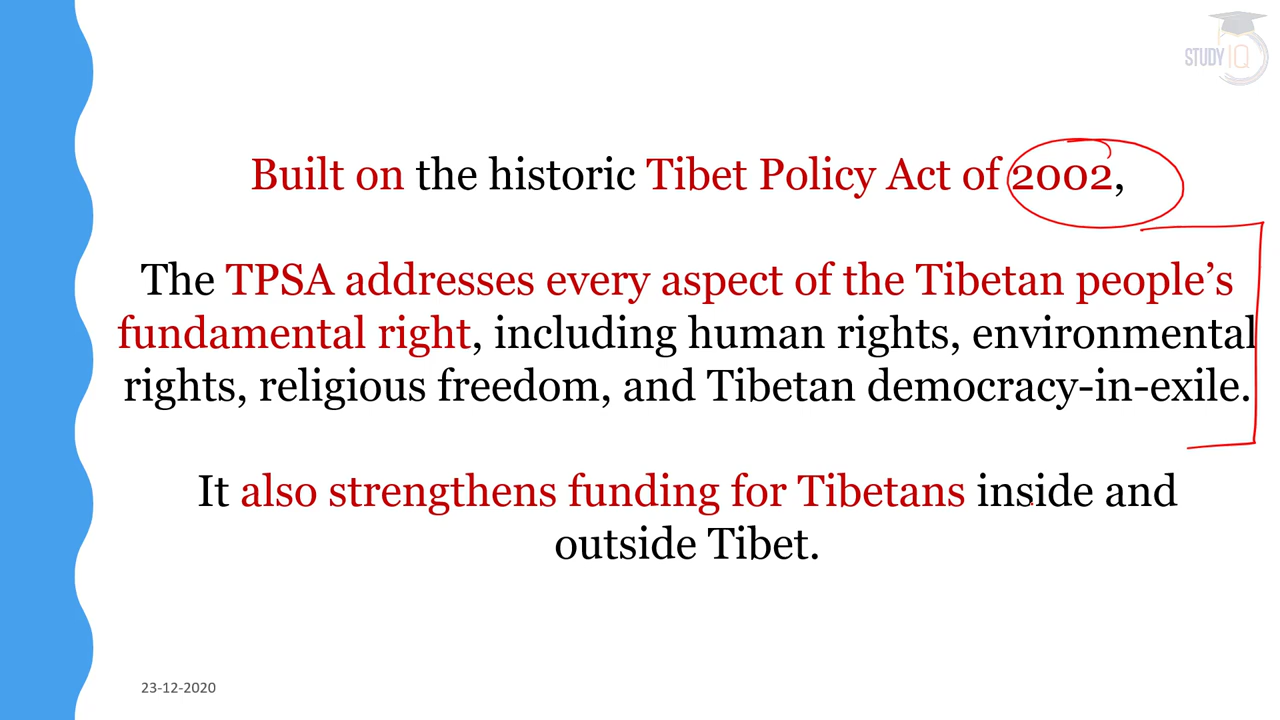 STUDY IQ
Built on the historic Tibet Policy Act of 2002,
The TPSA addresses every aspect of the Tibetan people’s
fundamental right, including human rights, environmental
rights, religious freedom, and Tibetan democracy-in-exile.
It also strengthens funding for Tibetans inside and
outside Tibet.
23-12-2020